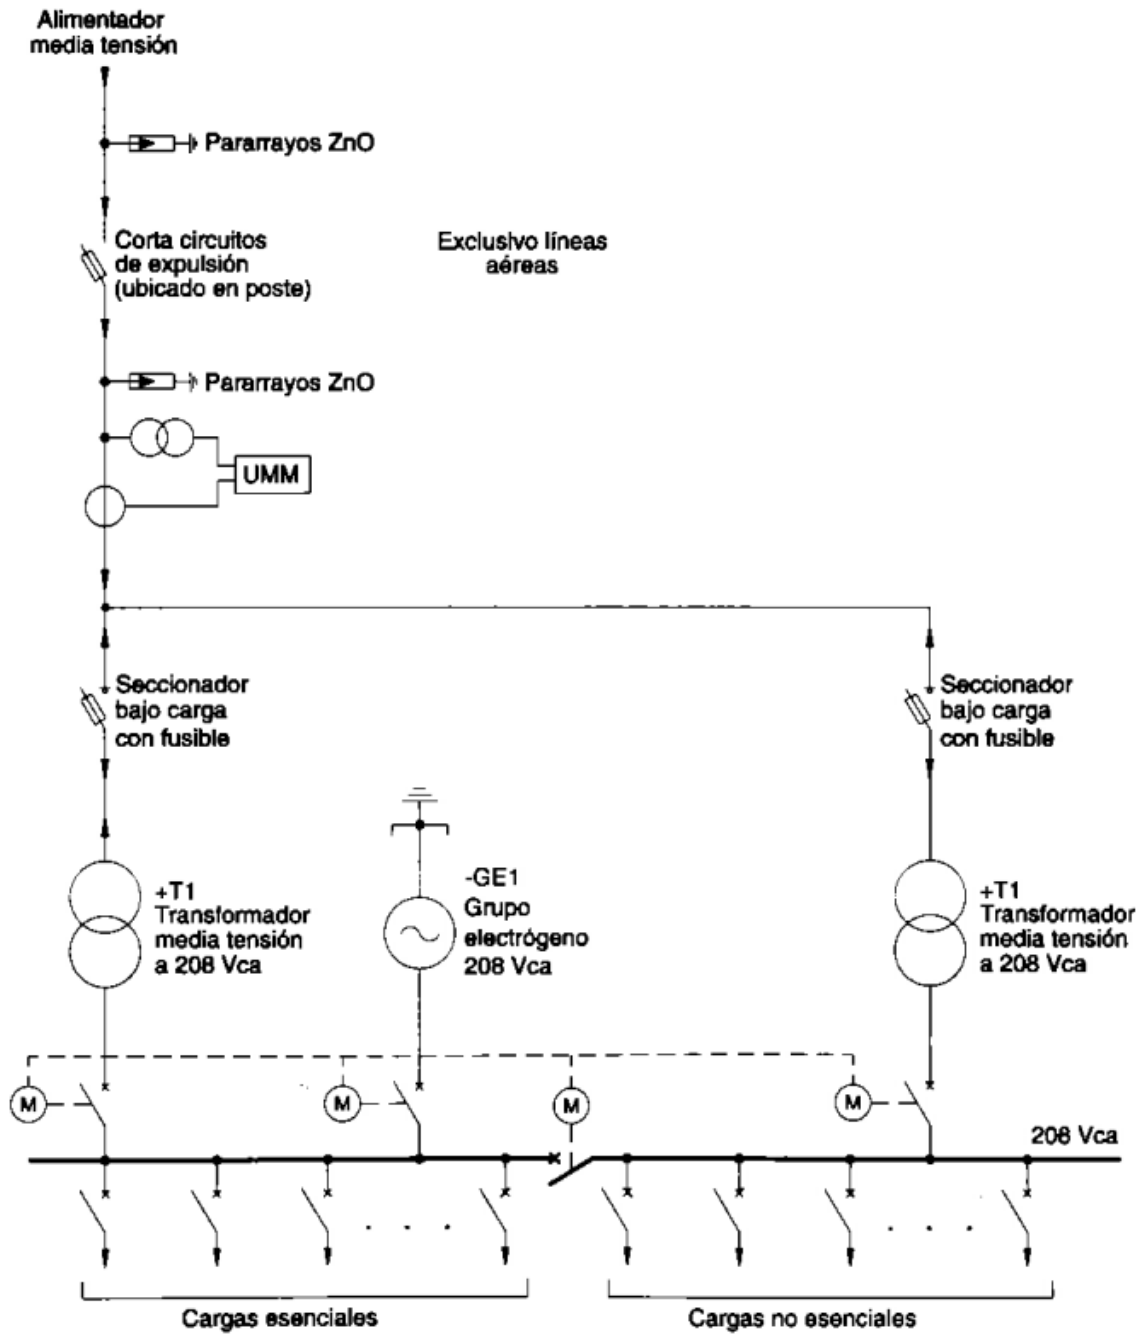 Alimentador
media tensión
Pararrayos ZnO
Corta circuitos
de expulsión
(ubicado en poste)
Exclusivo líneas
aéreas
Pararrayos ZnO
UMM
Seccionador
bajo carga
con fusible
Seccionador
bajo carga
con fusible
+T1
Transformador
media tensión
a 208 Vca
-GE1
Grupo
electrógeno
208 Vca
+T1
Transformador
media tensión
a 208 Vca
M
M
M
M
208 Vca
Cargas esenciales
Cargas no esenciales